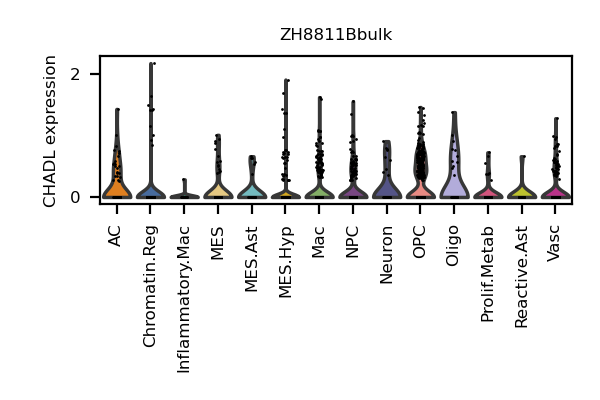 ZH8811Bbulk
CHADL expression
2
0
AC
Chromatin.Reg
Inflammatory.Mac
MES
MES.Ast
MES.Hyp
Mac
NPC
Neuron
OPC
Oligo
Prolif.Metab
Reactive.Ast
Vasc